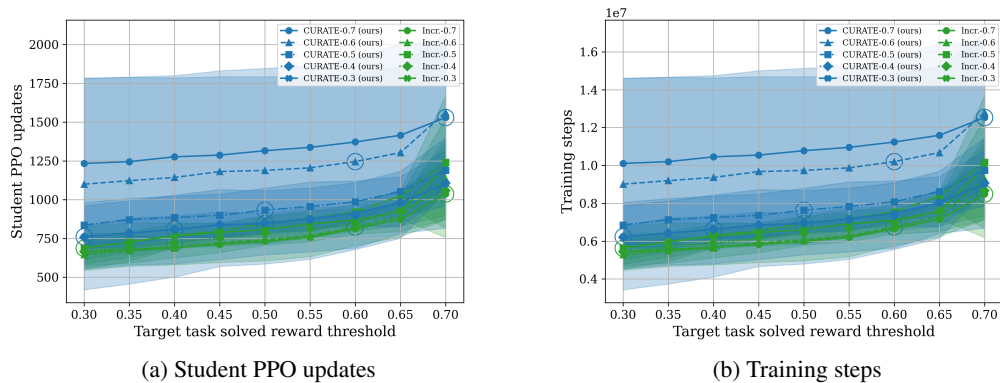 2000
1750
1500
1250
1000
750
500
Student PPO updates
CURATE-0.7 (ours)
CURATE-0.6 (ours)
CURATE-0.5 (ours)
CURATE-0.4 (ours)
CURATE-0.3 (ours)
Incr.-0.7
Incr.-0.6
Incr.-0.5
Incr.-0.4
Incr.-0.3
0.30 0.35 0.40 0.45 0.50 0.55 0.60 0.65 0.70
Target task solved reward threshold
(a) Student PPO updates
1e7
1.6
1.4
1.2
1.0
0.8
0.6
0.4
Training steps
CURATE-0.7 (ours)
CURATE-0.6 (ours)
CURATE-0.5 (ours)
CURATE-0.4 (ours)
CURATE-0.3 (ours)
Incr.-0.7
Incr.-0.6
Incr.-0.5
Incr.-0.4
Incr.-0.3
0.30 0.35 0.40 0.45 0.50 0.55 0.60 0.65 0.70
Target task solved reward threshold
(b) Training steps